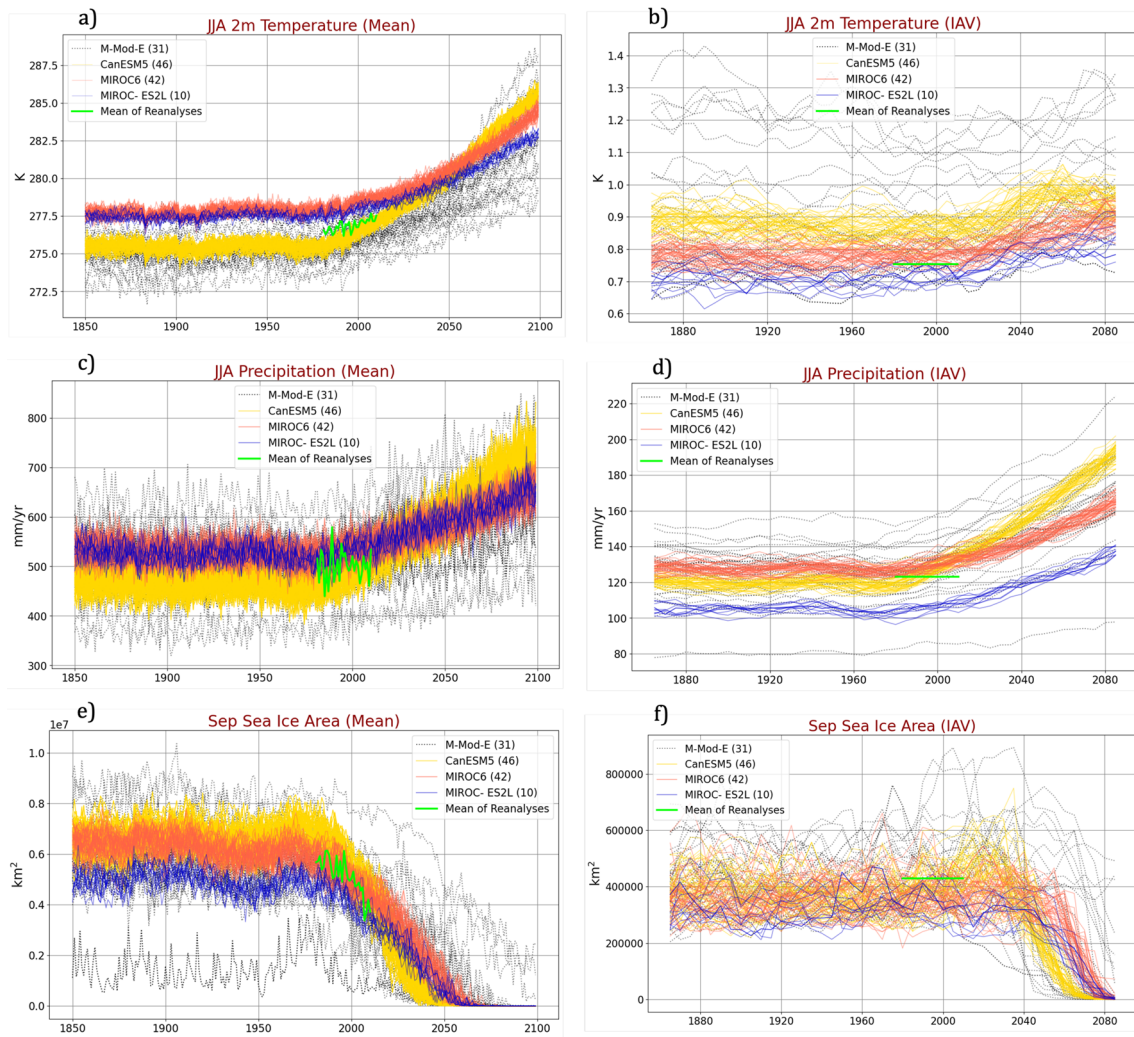 a)
JJA 2m Temperature (Mean)
M-Mod-E (31)
CanESM5 (46)
MIROC6 (42)
MIROC- ES2L (10)
Mean of Reanalyses
287.5
285.0
282.5
280.0
277.5
275.0
272.5
K
1850
1900
1950
2000
2050
2100
b)
JJA 2m Temperature (IAV)
M-Mod-E (31)
CanESM5 (46)
MIROC6 (42)
MIROC- ES2L (10)
Mean of Reanalyses
1.4
1.3
1.2
1.1
1.0
0.9
0.8
0.7
0.6
K
1880
1920
1960
2000
2040
2080
c)
JJA Precipitation (Mean)
M-Mod-E (31)
CanESM5 (46)
MIROC6 (42)
MIROC- ES2L (10)
Mean of Reanalyses
800
700
600
500
400
300
mm/yr
1850
1900
1950
2000
2050
2100
d)
JJA Precipitation (IAV)
M-Mod-E (31)
CanESM5 (46)
MIROC6 (42)
MIROC- ES2L (10)
Mean of Reanalyses
220
200
180
160
140
120
100
80
mm/yr
1880
1920
1960
2000
2040
2080
e)
Sep Sea Ice Area (Mean)
1e7
M-Mod-E (31)
CanESM5 (46)
MIROC6 (42)
MIROC- ES2L (10)
Mean of Reanalyses
1.0
0.8
0.6
0.4
0.2
0.0
km²
1850
1900
1950
2000
2050
2100
f)
Sep Sea Ice Area (IAV)
M-Mod-E (31)
CanESM5 (46)
MIROC6 (42)
MIROC- ES2L (10)
Mean of Reanalyses
800000
600000
400000
200000
0
km²
1880
1920
1960
2000
2040
2080